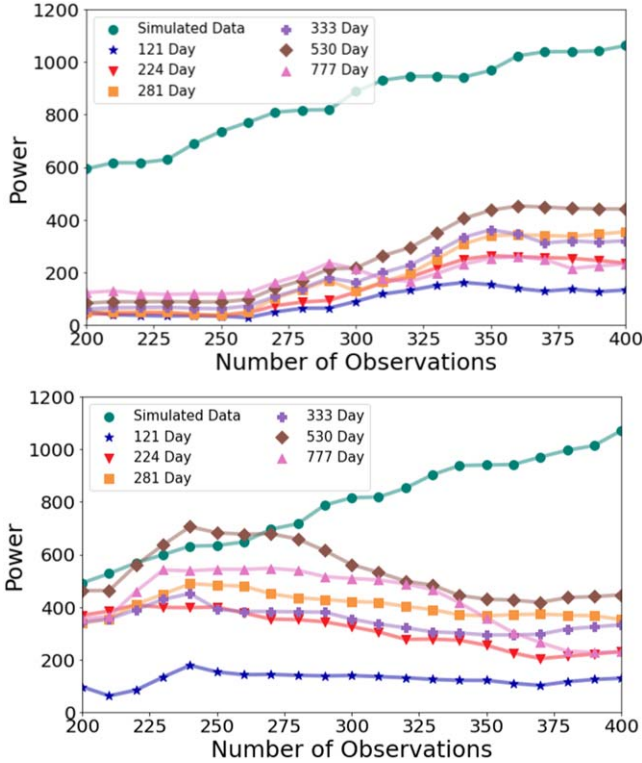 1200
1000
800
600
400
200
0
Power
Simulated Data
121 Day
224 Day
281 Day
333 Day
530 Day
777 Day
200 225 250 275 300 325 350 375 400
Number of Observations
1200
1000
800
600
400
200
0
Power
Simulated Data
121 Day
224 Day
281 Day
333 Day
530 Day
777 Day
200 225 250 275 300 325 350 375 400
Number of Observations